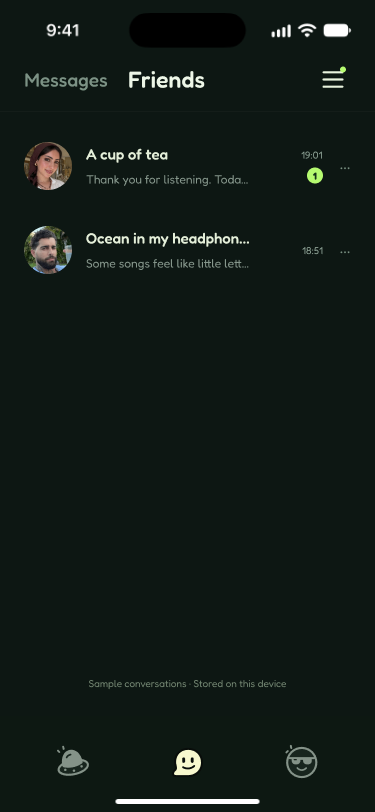 9:41
Messages Friends
A cup of tea 19:01
Thank you for listening. Toda... 1
Ocean in my headphon...
18:51
Some songs feel like little lett...
Sample conversations · Stored on this device